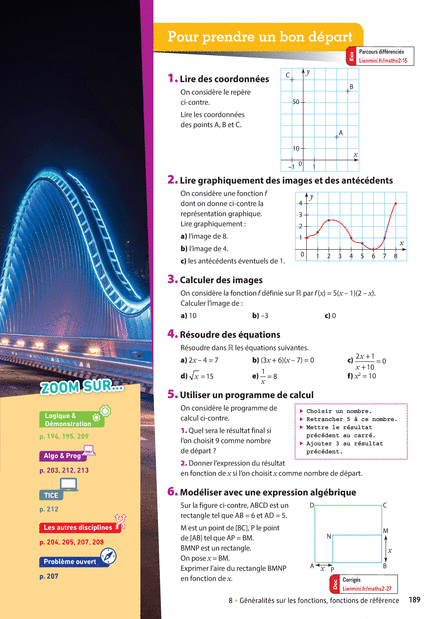 Pour prendre un bon départ
DOC
Parcours différenciés
Lienmini.fr/maths2-15
1. Lire des coordonnées
On considère le repère
ci-contre.
Lire les coordonnées
des points A, B et C.
y
C
B
50
A
10
x
−1
0
1
2. Lire graphiquement des images et des antécédents
On considère une fonction f
dont on donne ci-contre la
représentation graphique.
Lire graphiquement :
a) l'image de 8.
b) l'image de 4.
c) les antécédents éventuels de 1.
y
4
3
2
1
x
0 1 2 3 4 5 6 7 8
3. Calculer des images
On considère la fonction f définie sur ℝ par f(x) = 5(x − 1)(2 − x).
Calculer l'image de :
a) 10 b) −3 c) 0
4. Résoudre des équations
Résoudre dans ℝ les équations suivantes.
a) 2x − 4 = 7 b) (3x + 6)(x − 7) = 0 c) (2x + 1)/(x + 10) = 0
d) √x = 15 e) 1/x = 8 f) x² = 10
5. Utiliser un programme de calcul
On considère le programme de
calcul ci-contre.
1. Quel sera le résultat final si
l'on choisit 9 comme nombre
de départ ?
2. Donner l'expression du résultat
en fonction de x si l'on choisit x comme nombre de départ.
▸ Choisir un nombre.
▸ Retrancher 5 à ce nombre.
▸ Mettre le résultat
précédent au carré.
▸ Ajouter 3 au résultat
précédent.
6. Modéliser avec une expression algébrique
Sur la figure ci-contre, ABCD est un
rectangle tel que AB = 6 et AD = 5.
M est un point de [BC], P le point
de [AB] tel que AP = BM.
BMNP est un rectangle.
On pose x = BM.
Exprimer l'aire du rectangle BMNP
en fonction de x.
D
C
M
N
x
A
x
P
B
DOC
Corrigés
Lienmini.fr/maths2-27
ZOOM SUR...
Logique &
Démonstration
p. 194, 195, 209
Algo & Prog
p. 203, 212, 213
TICE
p. 212
Les autres disciplines
p. 204, 205, 207, 208
Problème ouvert
p. 207
8 • Généralités sur les fonctions, fonctions de référence 189